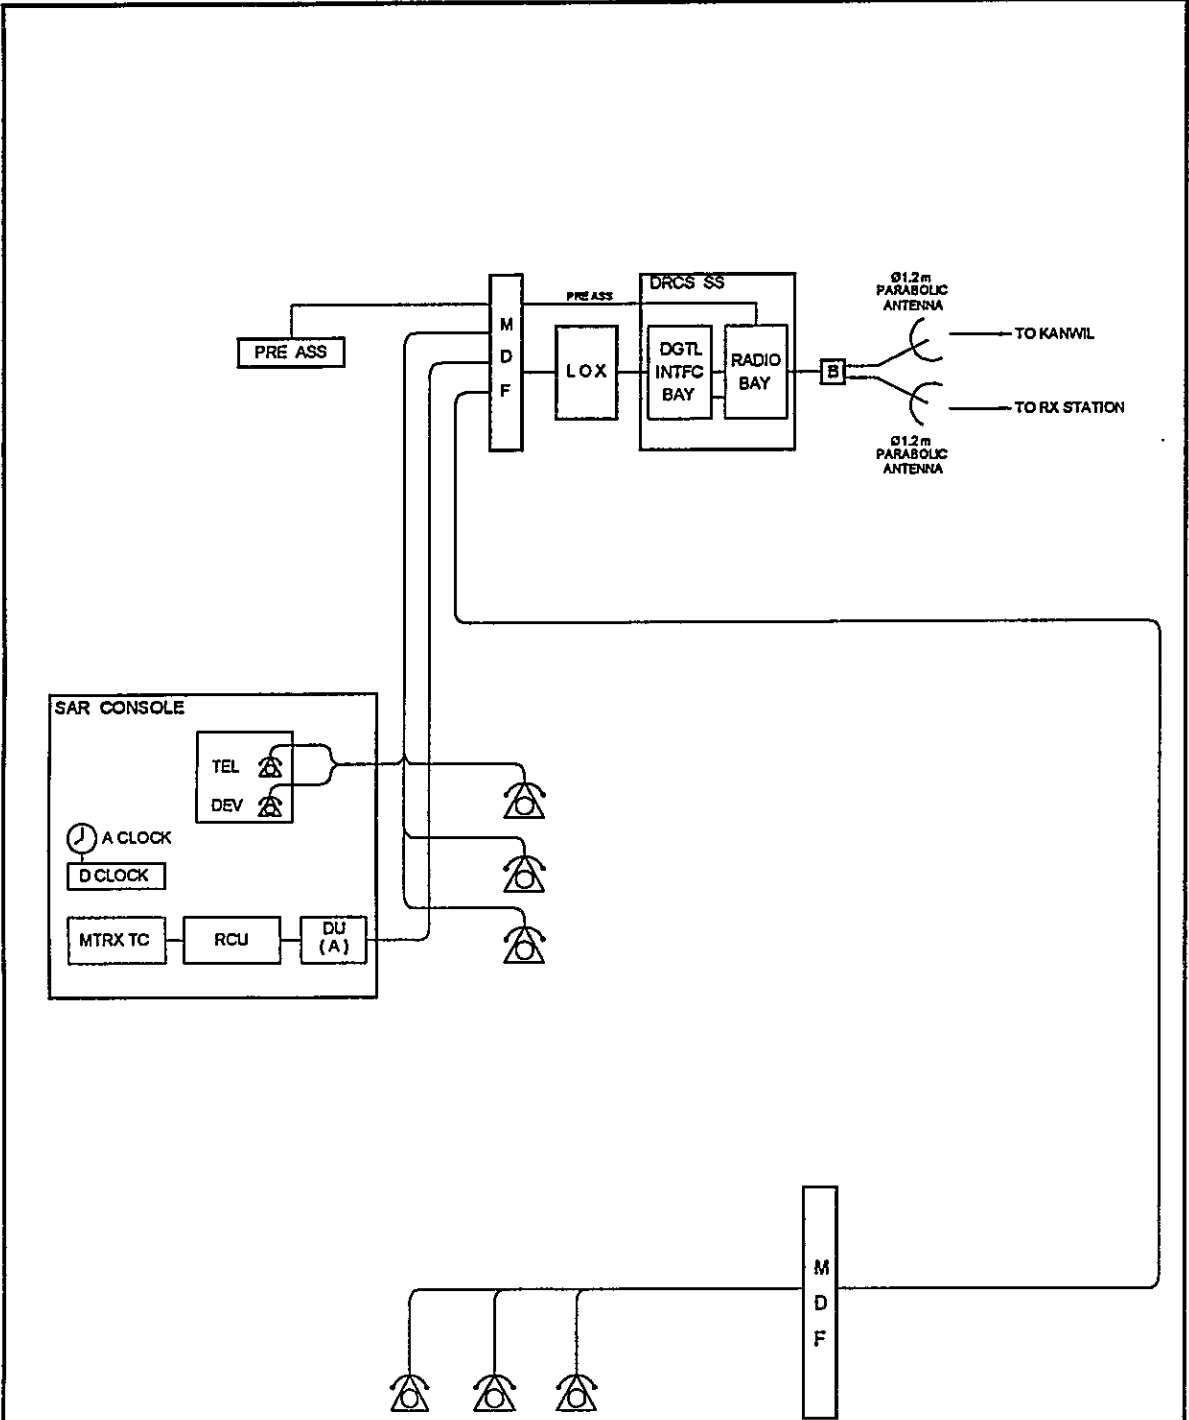 Ø1.2m
PARABOLIC
ANTENNA
TO KANWIL
DRCS SS
PRE ASS
M
D
F
PRE ASS
LOX
DGTL
INTFC
BAY
RADIO
BAY
B
TO RX STATION
Ø1.2m
PARABOLIC
ANTENNA
SAR CONSOLE
TEL
DEV
A CLOCK
D CLOCK
MTRX TC
RCU
DU
(A)
M
D
F